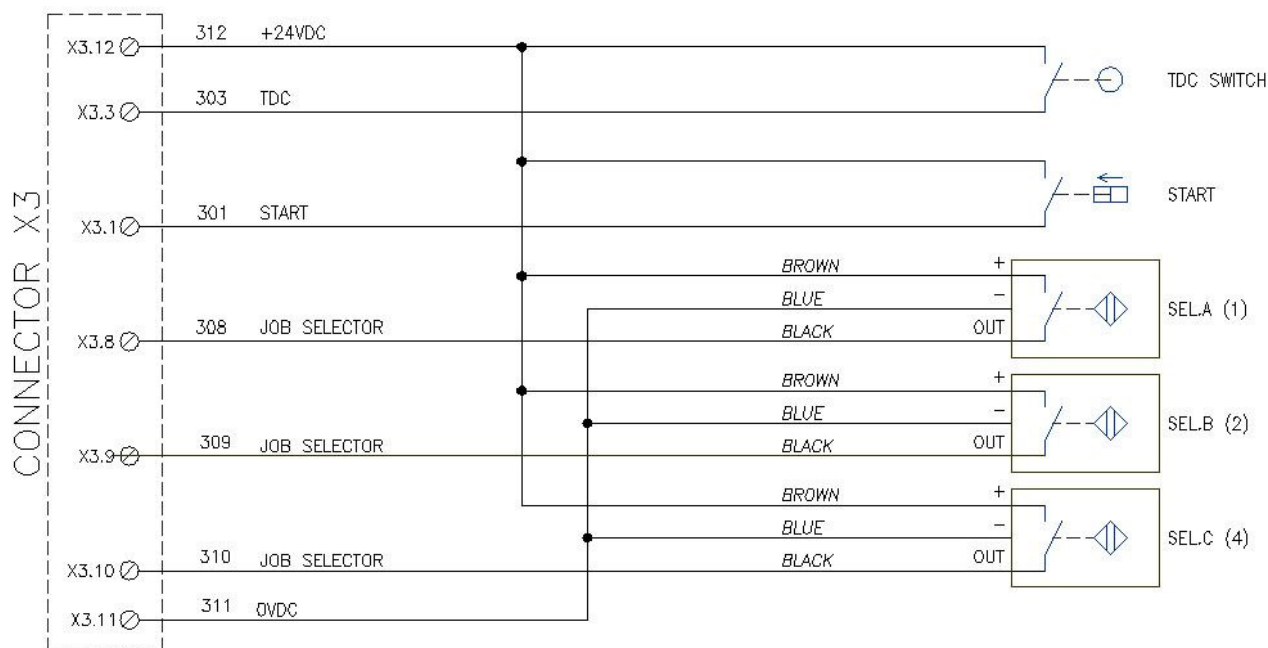 CONNECTOR X3
X3.12 312 +24VDC
TDC SWITCH
X3.3 303 TDC
START
X3.1 301 START
BROWN +
BLUE − SEL.A (1)
X3.8 308 JOB SELECTOR BLACK OUT
BROWN +
BLUE − SEL.B (2)
X3.9 309 JOB SELECTOR BLACK OUT
BROWN +
BLUE − SEL.C (4)
X3.10 310 JOB SELECTOR BLACK OUT
X3.11 311 0VDC